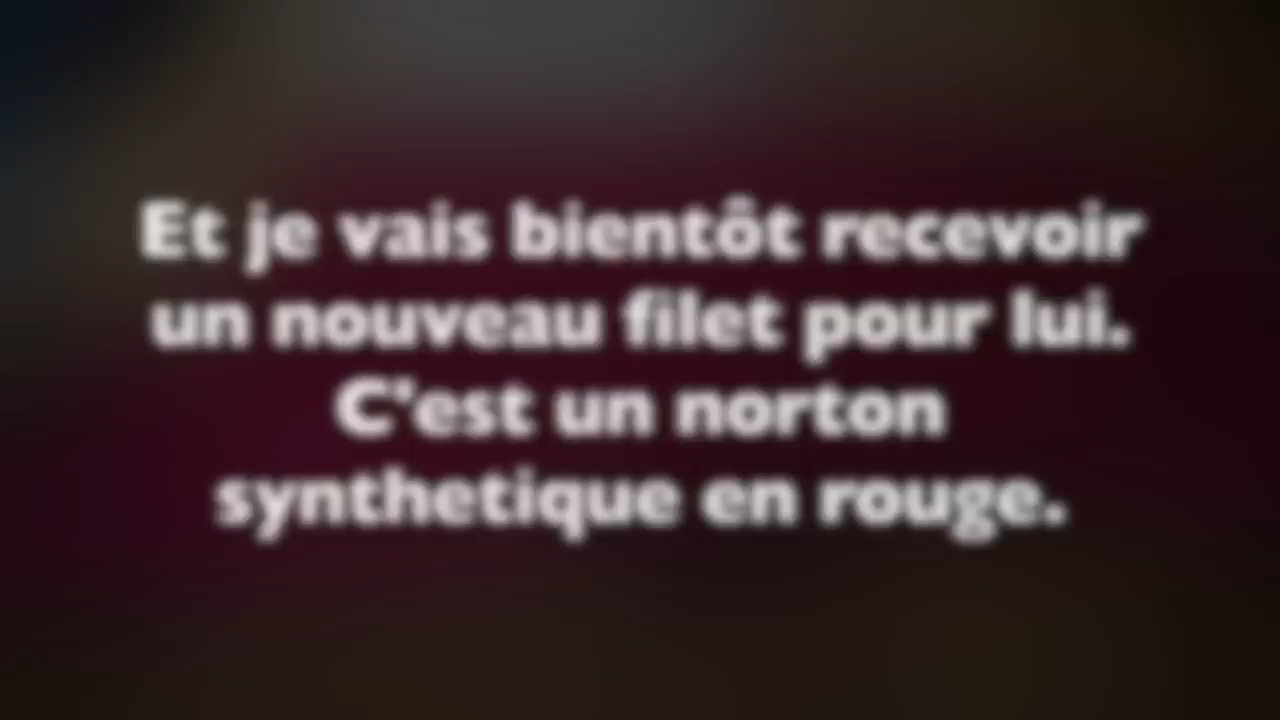 Et je vais bientôt recevoir
un nouveau filet pour lui.
C'est un norton
synthetique en rouge.